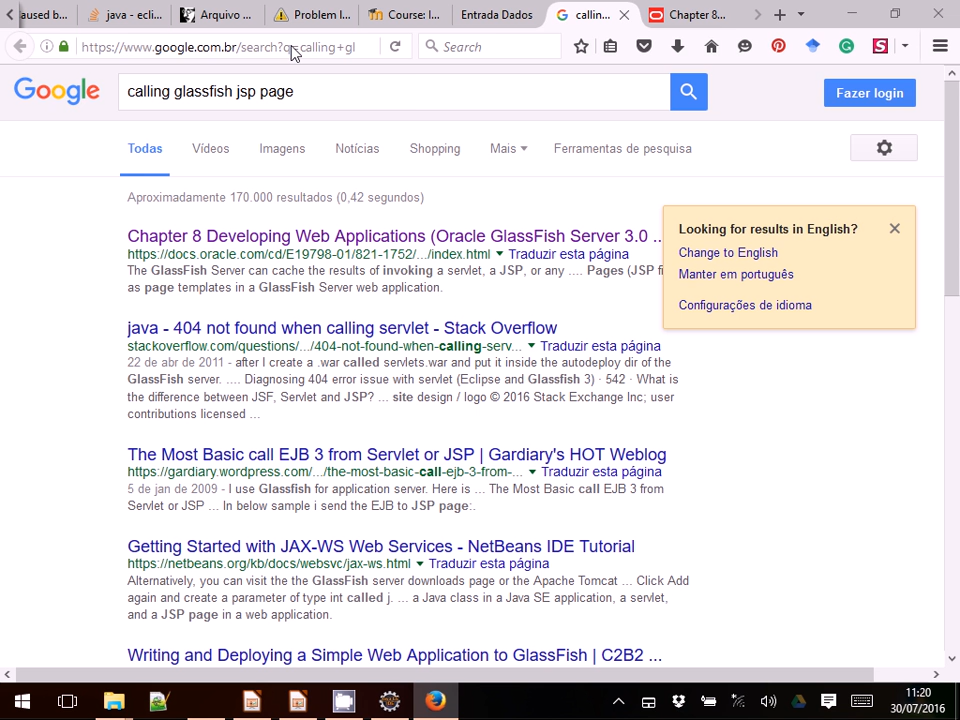 aused b...
java - ecli...
Arquivo ...
Problem l...
Course: I...
Entrada Dados
callin...
Chapter 8...
https://www.google.com.br/search?q=calling+gl
Search
Google
calling glassfish jsp page
Fazer login
Todas
Vídeos
Imagens
Notícias
Shopping
Mais
Ferramentas de pesquisa
Aproximadamente 170.000 resultados (0,42 segundos)
Chapter 8 Developing Web Applications (Oracle GlassFish Server 3.0 ...
https://docs.oracle.com/cd/E19798-01/821-1752/.../index.html Traduzir esta página
The GlassFish Server can cache the results of invoking a servlet, a JSP, or any .... Pages (JSP fi
as page templates in a GlassFish Server web application.
Looking for results in English?
Change to English
Manter em português
Configurações de idioma
java - 404 not found when calling servlet - Stack Overflow
stackoverflow.com/questions/.../404-not-found-when-calling-serv... Traduzir esta página
22 de abr de 2011 - after I create a .war called servlets.war and put it inside the autodeploy dir of the
GlassFish server. .... Diagnosing 404 error issue with servlet (Eclipse and Glassfish 3) · 542 · What is
the difference between JSF, Servlet and JSP? ... site design / logo © 2016 Stack Exchange Inc; user
contributions licensed ...
The Most Basic call EJB 3 from Servlet or JSP | Gardiary's HOT Weblog
https://gardiary.wordpress.com/.../the-most-basic-call-ejb-3-from-... Traduzir esta página
5 de jan de 2009 - I use Glassfish for application server. Here is ... The Most Basic call EJB 3 from
Servlet or JSP ... In below sample i send the EJB to JSP page:.
Getting Started with JAX-WS Web Services - NetBeans IDE Tutorial
https://netbeans.org/kb/docs/websvc/jax-ws.html Traduzir esta página
Alternatively, you can visit the the GlassFish server downloads page or the Apache Tomcat ... Click Add
again and create a parameter of type int called j. ... a Java class in a Java SE application, a servlet,
and a JSP page in a web application.
Writing and Deploying a Simple Web Application to GlassFish | C2B2 ...
11:20
30/07/2016